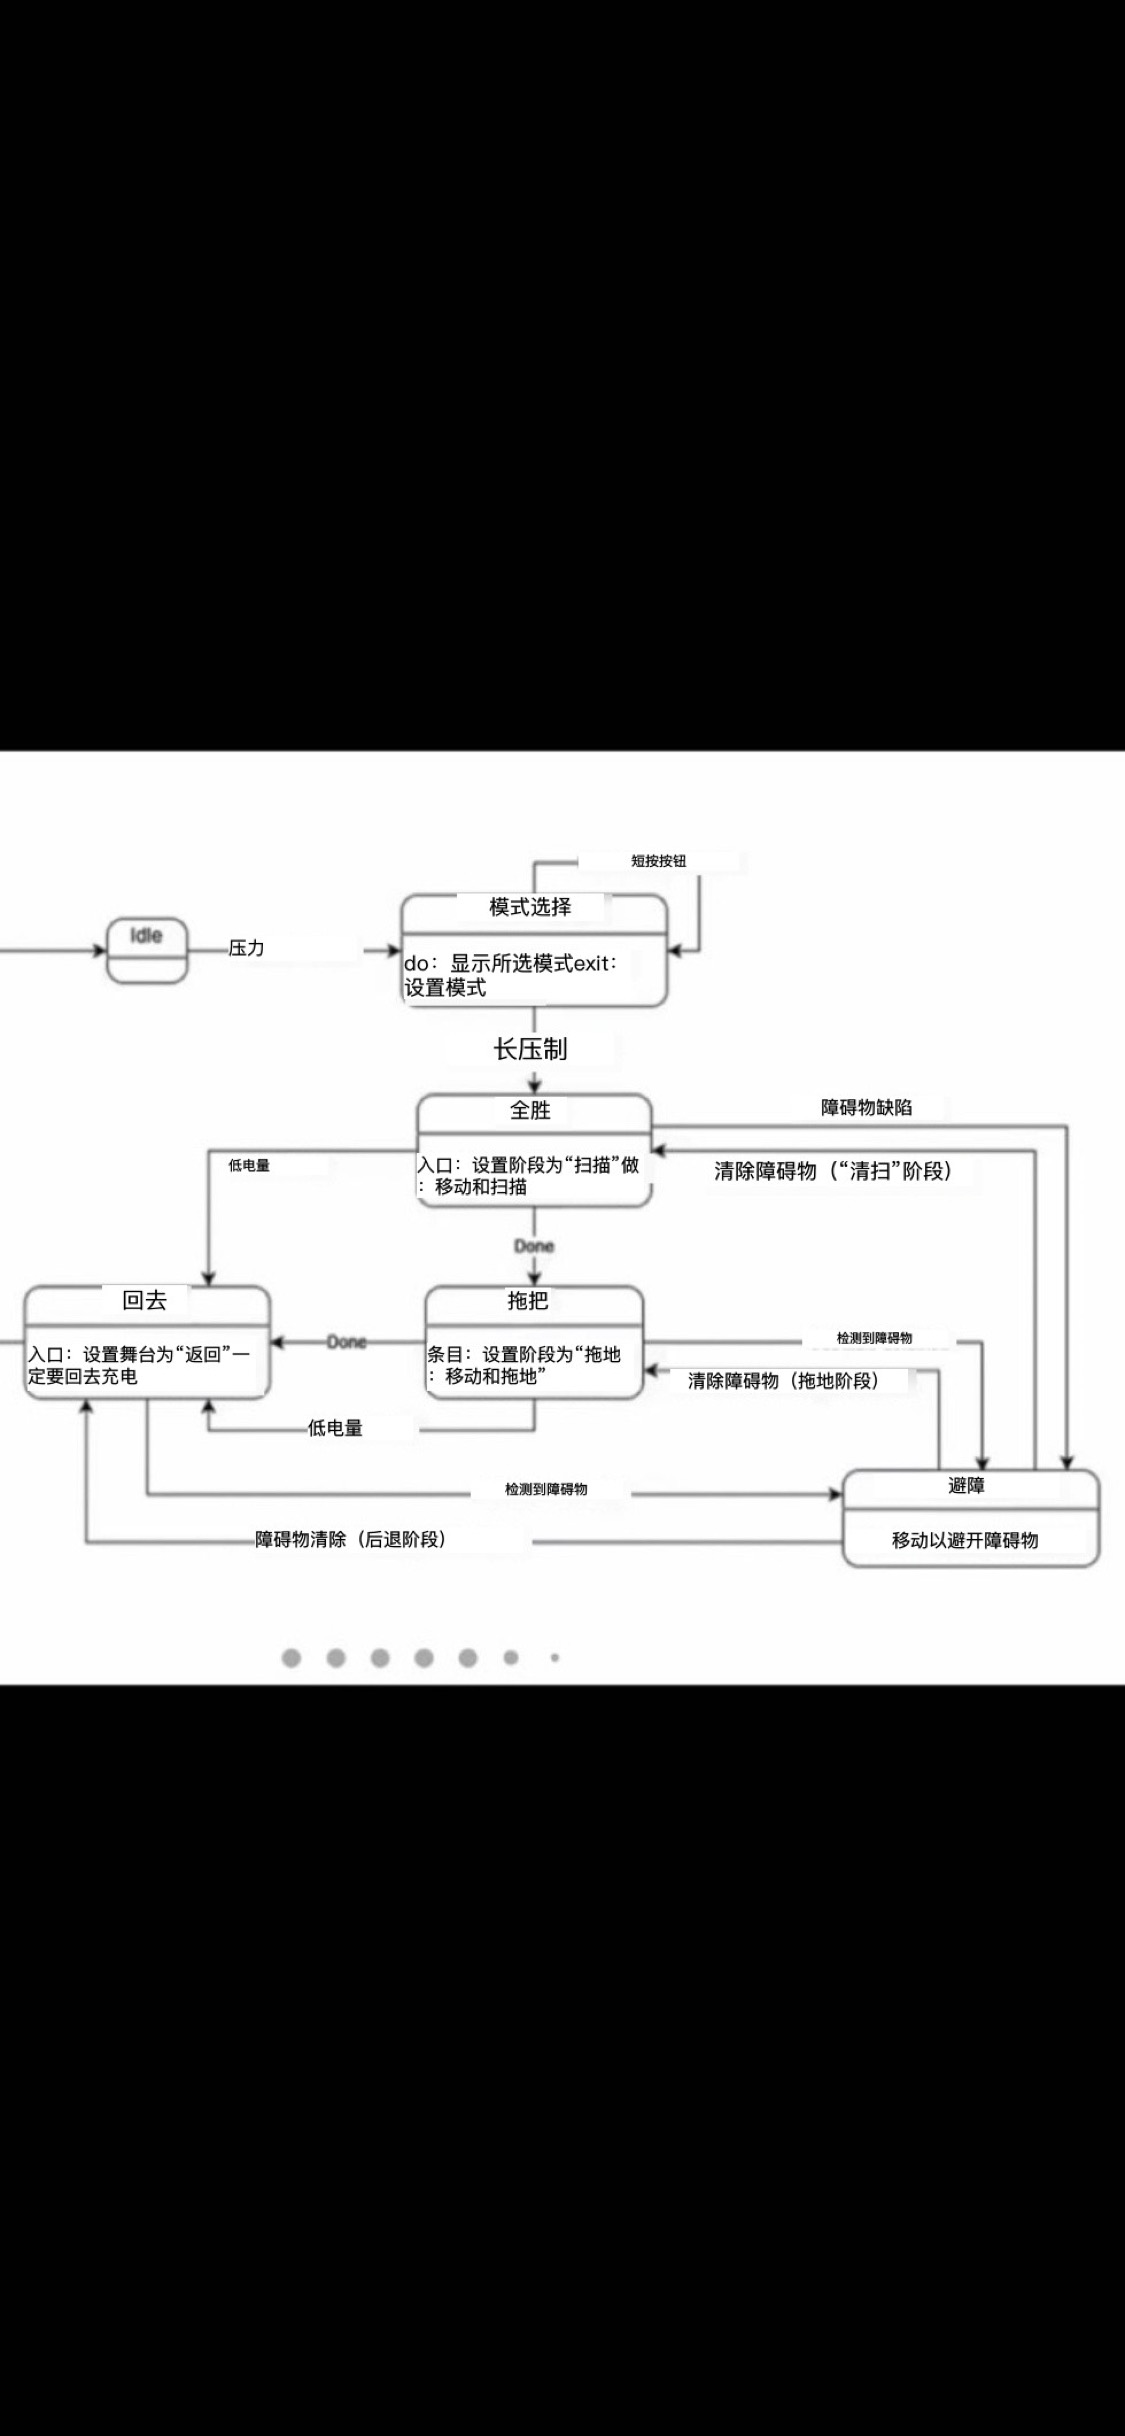 短按按钮
模式选择
Idle
压力
do：显示所选模式exit：
设置模式
长压制
全胜
障碍物缺陷
低电量
入口：设置阶段为“扫描”做
：移动和扫描
清除障碍物（“清扫”阶段）
Done
回去
拖把
Done
检测到障碍物
入口：设置舞台为“返回”一
定要回去充电
条目：设置阶段为“拖地
：移动和拖地”
清除障碍物（拖地阶段）
低电量
检测到障碍物
避障
障碍物清除（后退阶段）
移动以避开障碍物